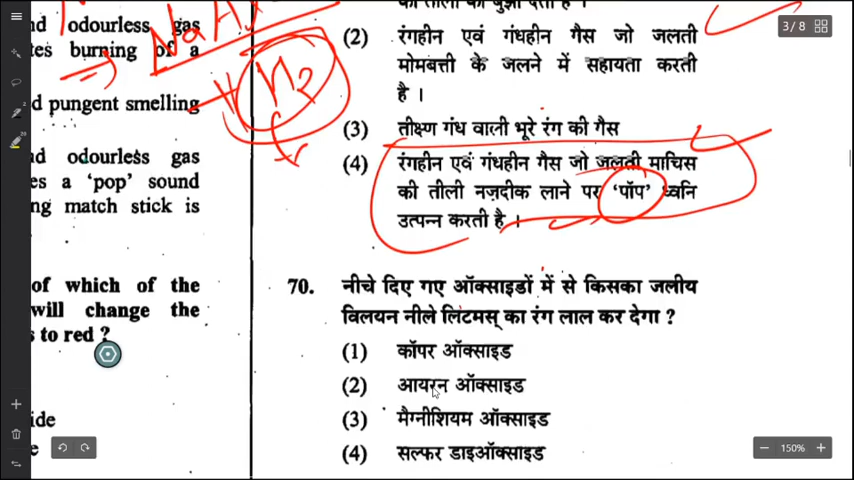 nd odourless gas
tes burning of a
d pungent smelling
nd odourless gas
es a 'pop' sound
ng match stick is
of which of the
will change the
s to red ?
ide
N2
3 / 8
(2) रंगहीन एवं गंधहीन गैस जो जलती
मोमबत्ती के जलने में सहायता करती
है ।
(3) तीक्ष्ण गंध वाली भूरे रंग की गैस
(4) रंगहीन एवं गंधहीन गैस जो जलती माचिस
की तीली नज़दीक लाने पर 'पॉप' ध्वनि
उत्पन्न करती है ।
70. नीचे दिए गए ऑक्साइडों में से किसका जलीय
विलयन नीले लिटमस् का रंग लाल कर देगा ?
(1) कॉपर ऑक्साइड
(2) आयरन ऑक्साइड
(3) मैग्नीशियम ऑक्साइड
(4) सल्फर डाइऑक्साइड
150%